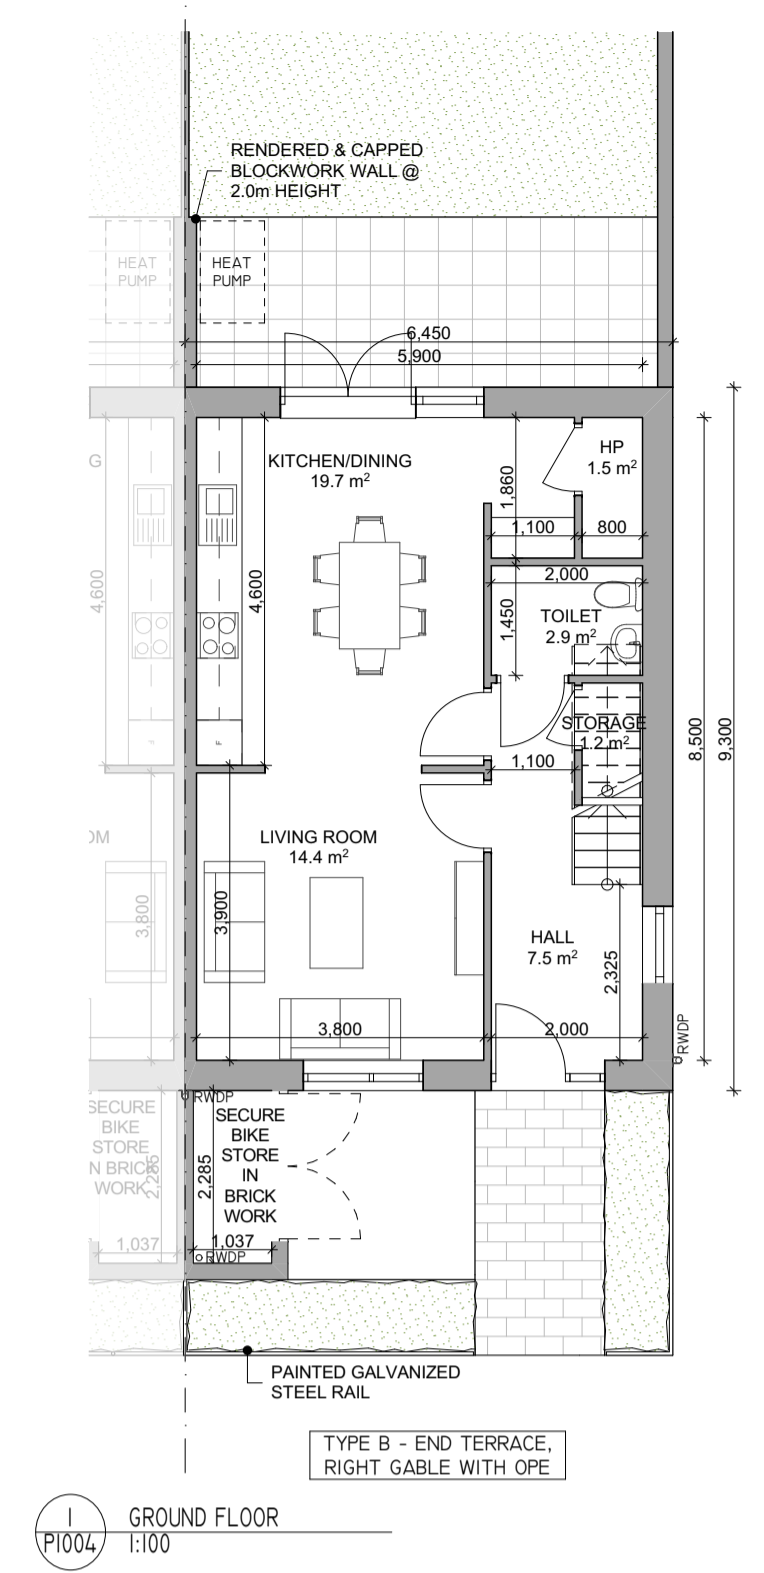 RENDERED & CAPPED
BLOCKWORK WALL @
2.0m HEIGHT
HEAT
PUMP
HEAT
PUMP
6,450
5,900
G
KITCHEN/DINING
19.7 m²
HP
1.5 m²
1,860
1,100
800
2,000
4,600
4,600
1,450
TOILET
2.9 m²
STORAGE
1.2 m²
1,100
F
8,500
9,300
OM
LIVING ROOM
14.4 m²
3,800
3,900
HALL
7.5 m²
2,325
3,800
2,000
RWDP
RWDP
SECURE
BIKE
STORE
N BRICK
WORK
2,285
1,037
SECURE
BIKE
STORE
IN
BRICK
WORK
2,285
1,037
RWDP
PAINTED GALVANIZED
STEEL RAIL
TYPE B - END TERRACE,
RIGHT GABLE WITH OPE
1
P1004
GROUND FLOOR
1:100